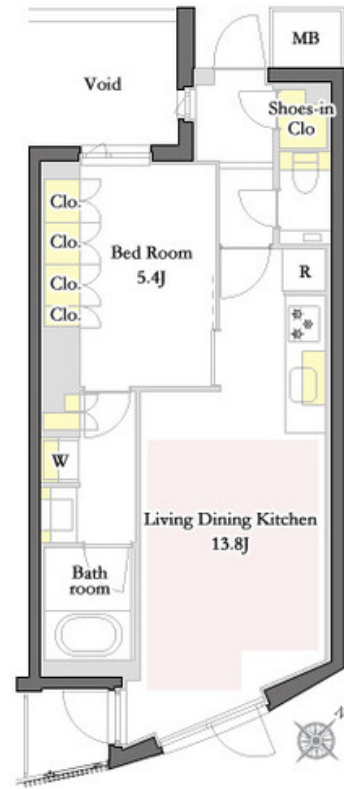 MB
Void
Shoes-in
Clo
Clo.
Clo.
Clo.
Clo.
Bed Room
5.4J
R
W
Living Dining Kitchen
13.8J
Bath
room
N